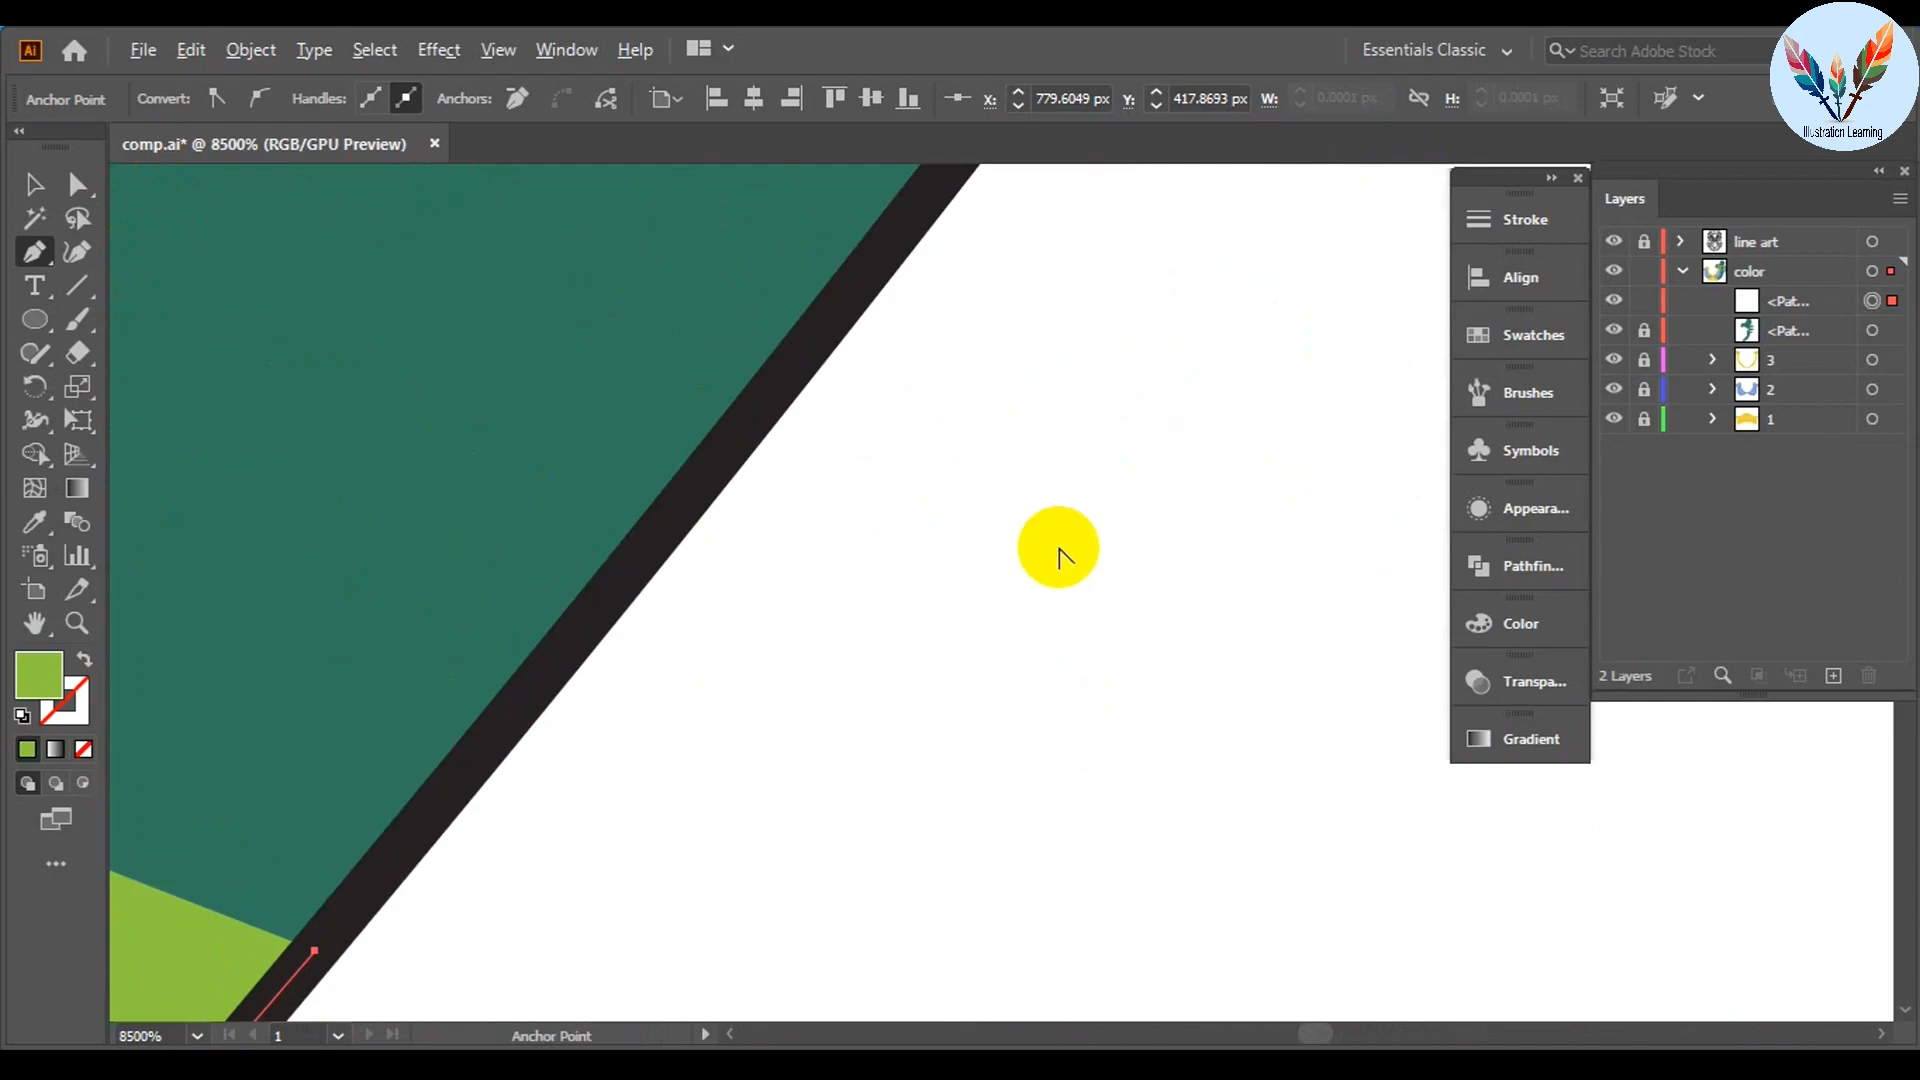 Ai File Edit Object Type Select Effect View Window Help Essentials Classic Search Adobe Stock
Illustration Learning
Anchor Point Convert: Handles: Anchors: X: 779.6049 px Y: 417.8693 px W: 0.0001 px H: 0.0001 px
comp.ai* @ 8500% (RGB/GPU Preview)
Layers
Stroke
line art
color
Align
<Pat...
Swatches
<Pat...
3
Brushes
2
1
Symbols
Appeara...
Pathfin...
Color
Transpa...
2 Layers
Gradient
8500% 1 Anchor Point